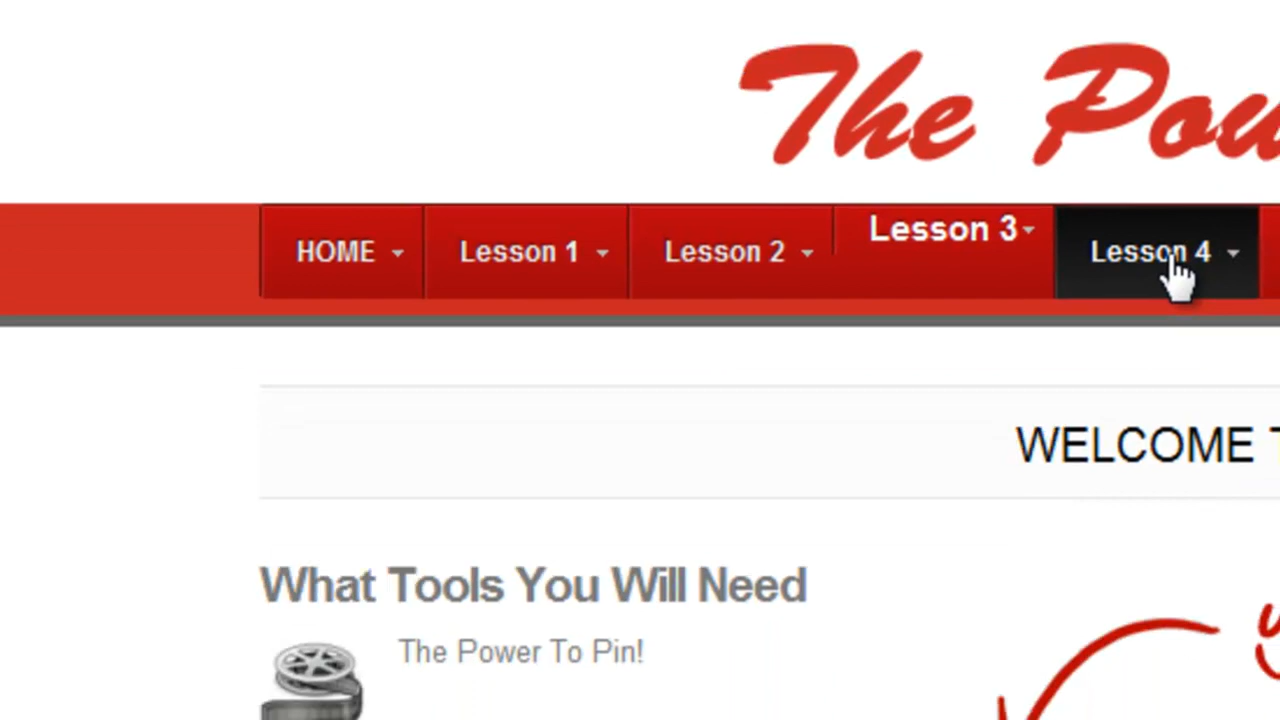 The Pow
HOME Lesson 1 Lesson 2 Lesson 3 Lesson 4
WELCOME
What Tools You Will Need
The Power To Pin!